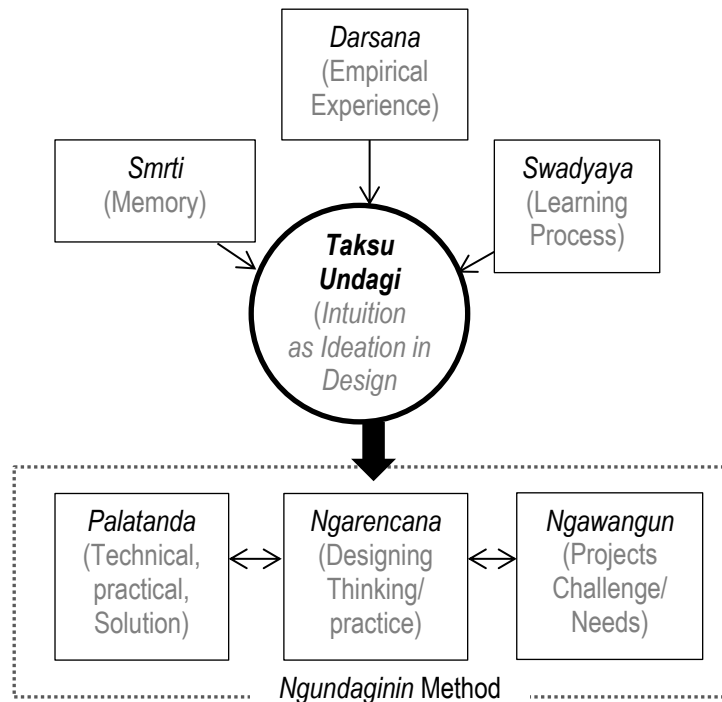 Darsana
(Empirical
Experience)
Smrti
(Memory)
Swadyaya
(Learning
Process)
Taksu
Undagi
(Intuition
as Ideation in
Design
Palatanda
(Technical,
practical,
Solution)
Ngarencana
(Designing
Thinking/
practice)
Ngawangun
(Projects
Challenge/
Needs)
Ngundaginin Method